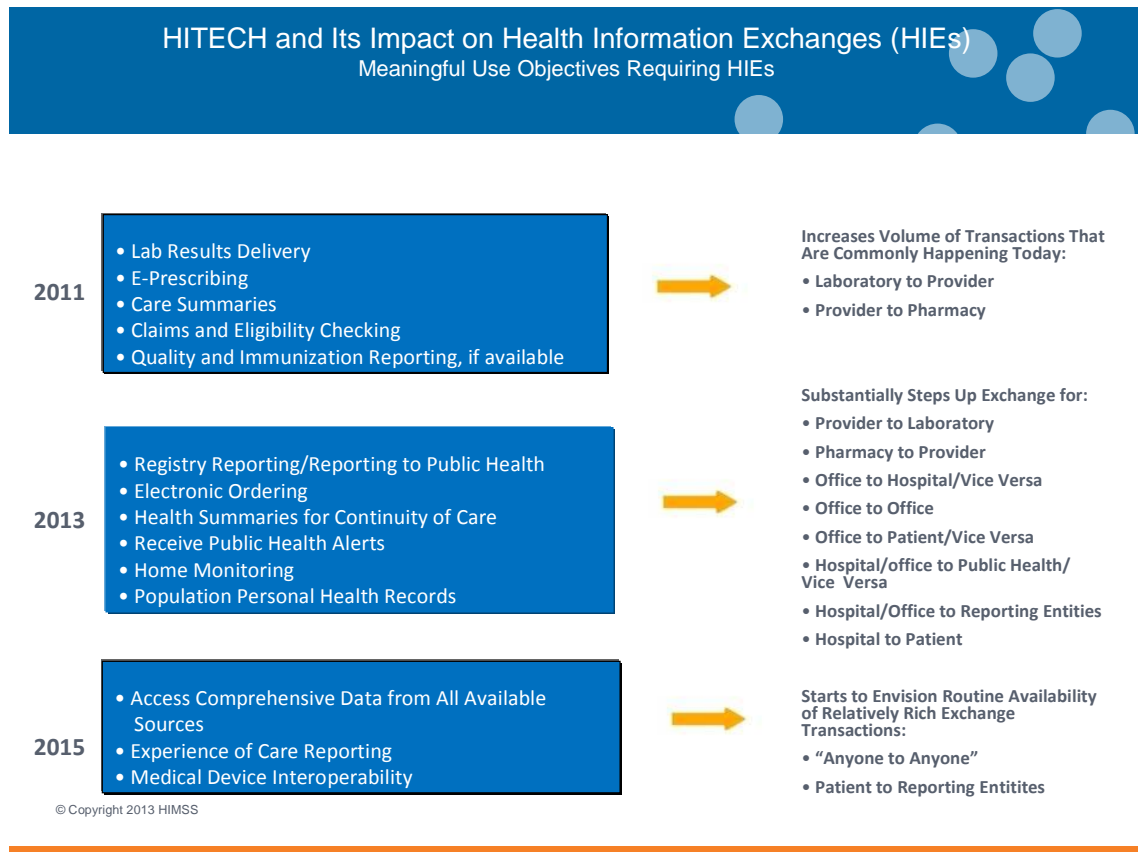 HITECH and Its Impact on Health Information Exchanges (HIEs)
Meaningful Use Objectives Requiring HIEs
2011
• Lab Results Delivery
• E-Prescribing
• Care Summaries
• Claims and Eligibility Checking
• Quality and Immunization Reporting, if available
Increases Volume of Transactions That
Are Commonly Happening Today:
• Laboratory to Provider
• Provider to Pharmacy
2013
• Registry Reporting/Reporting to Public Health
• Electronic Ordering
• Health Summaries for Continuity of Care
• Receive Public Health Alerts
• Home Monitoring
• Population Personal Health Records
Substantially Steps Up Exchange for:
• Provider to Laboratory
• Pharmacy to Provider
• Office to Hospital/Vice Versa
• Office to Office
• Office to Patient/Vice Versa
• Hospital/office to Public Health/
Vice Versa
• Hospital/Office to Reporting Entities
• Hospital to Patient
2015
• Access Comprehensive Data from All Available
Sources
• Experience of Care Reporting
• Medical Device Interoperability
Starts to Envision Routine Availability
of Relatively Rich Exchange
Transactions:
• “Anyone to Anyone”
• Patient to Reporting Entitites
© Copyright 2013 HIMSS